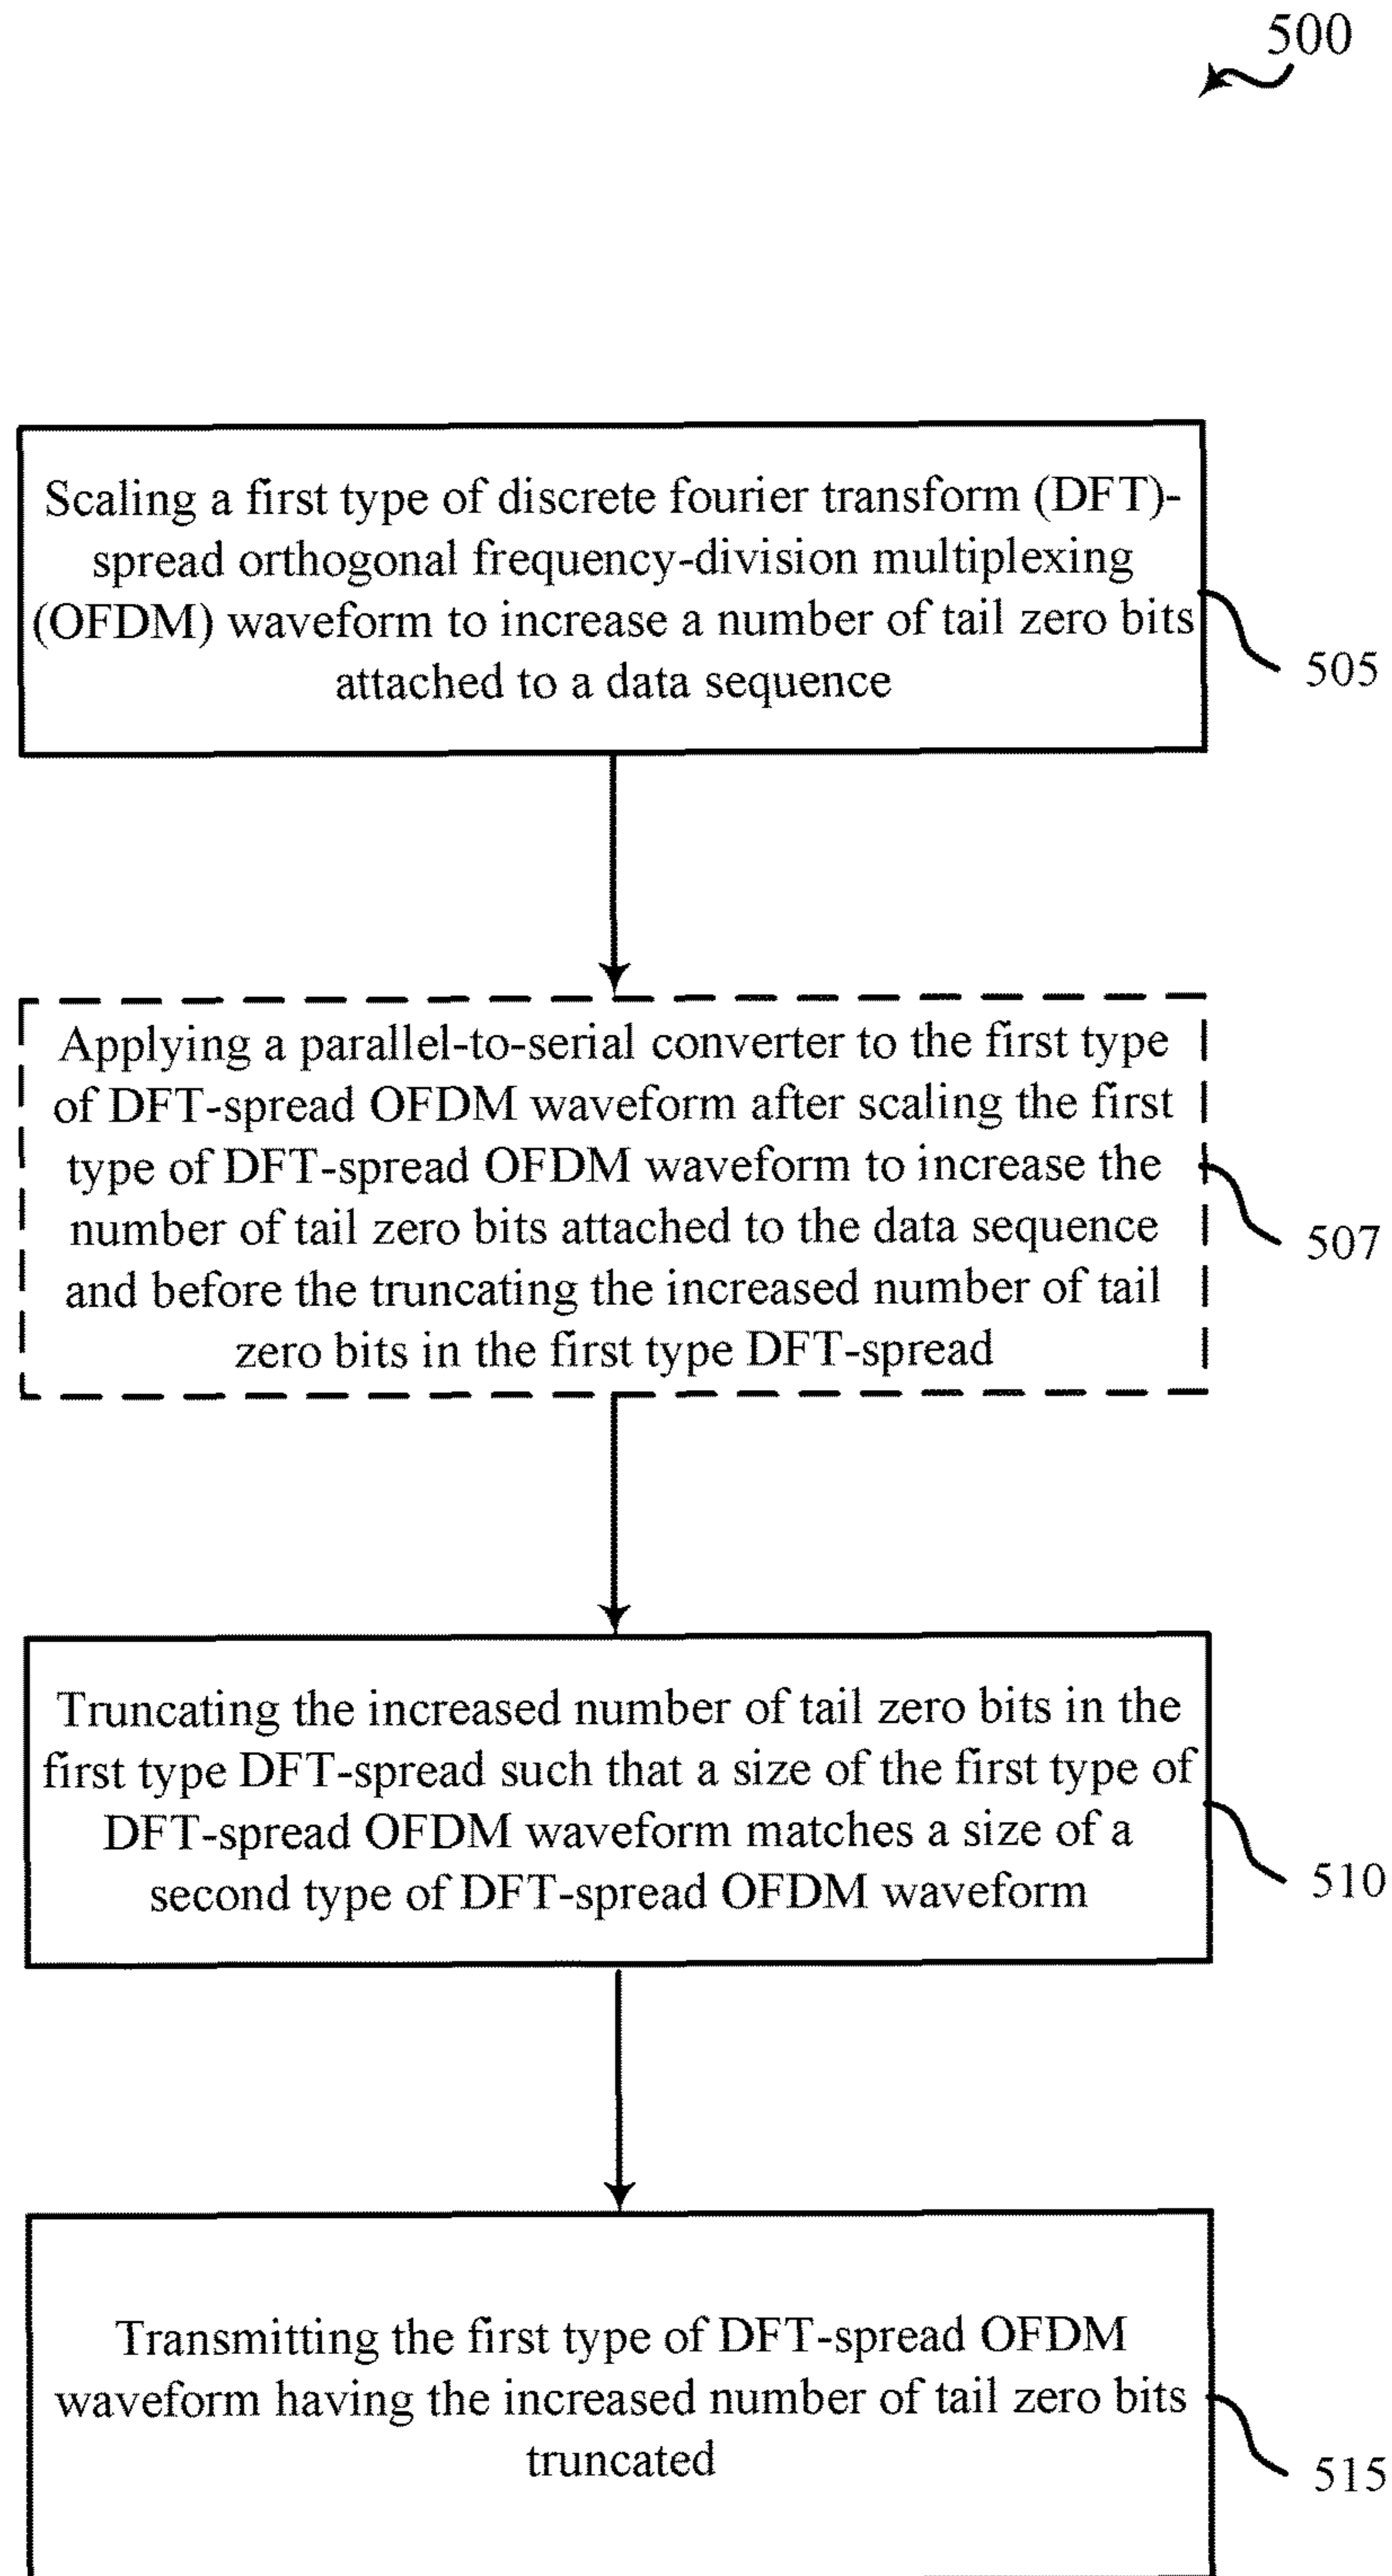 500
Scaling a first type of discrete fourier transform (DFT)-
spread orthogonal frequency-division multiplexing
(OFDM) waveform to increase a number of tail zero bits
attached to a data sequence
505
Applying a parallel-to-serial converter to the first type
of DFT-spread OFDM waveform after scaling the first
type of DFT-spread OFDM waveform to increase the
number of tail zero bits attached to the data sequence
and before the truncating the increased number of tail
zero bits in the first type DFT-spread
507
Truncating the increased number of tail zero bits in the
first type DFT-spread such that a size of the first type of
DFT-spread OFDM waveform matches a size of a
second type of DFT-spread OFDM waveform
510
Transmitting the first type of DFT-spread OFDM
waveform having the increased number of tail zero bits
truncated
515